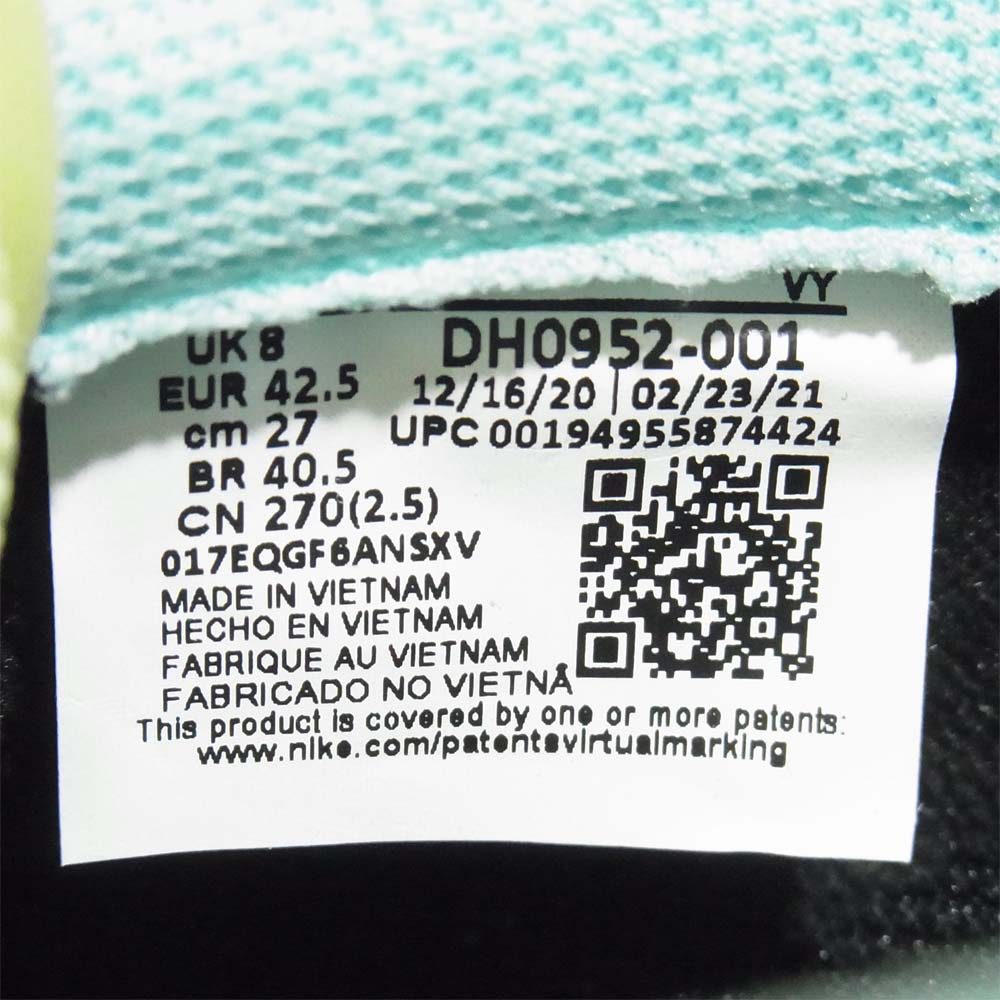 VY
UK 8 DH0952-001
EUR 42.5 12/16/20 | 02/23/21
cm 27 UPC 00194955874424
BR 40.5
CN 270(2.5)
017EQGF6ANSXV
MADE IN VIETNAM
HECHO EN VIETNAM
FABRIQUE AU VIETNAM
FABRICADO NO VIETNÃ
This product is covered by one or more patents:
www.nike.com/patentsvirtualmarking